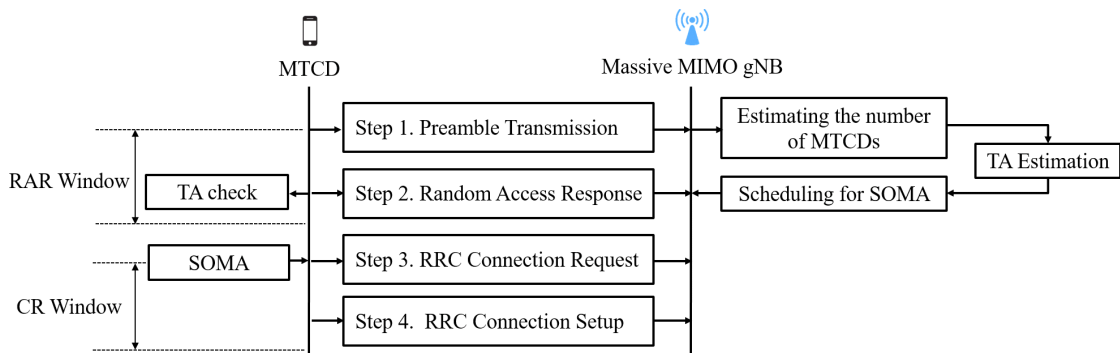 MTCD
Massive MIMO gNB
Step 1. Preamble Transmission
Estimating the number
of MTCDs
TA Estimation
RAR Window
TA check
Step 2. Random Access Response
Scheduling for SOMA
SOMA
Step 3. RRC Connection Request
CR Window
Step 4. RRC Connection Setup